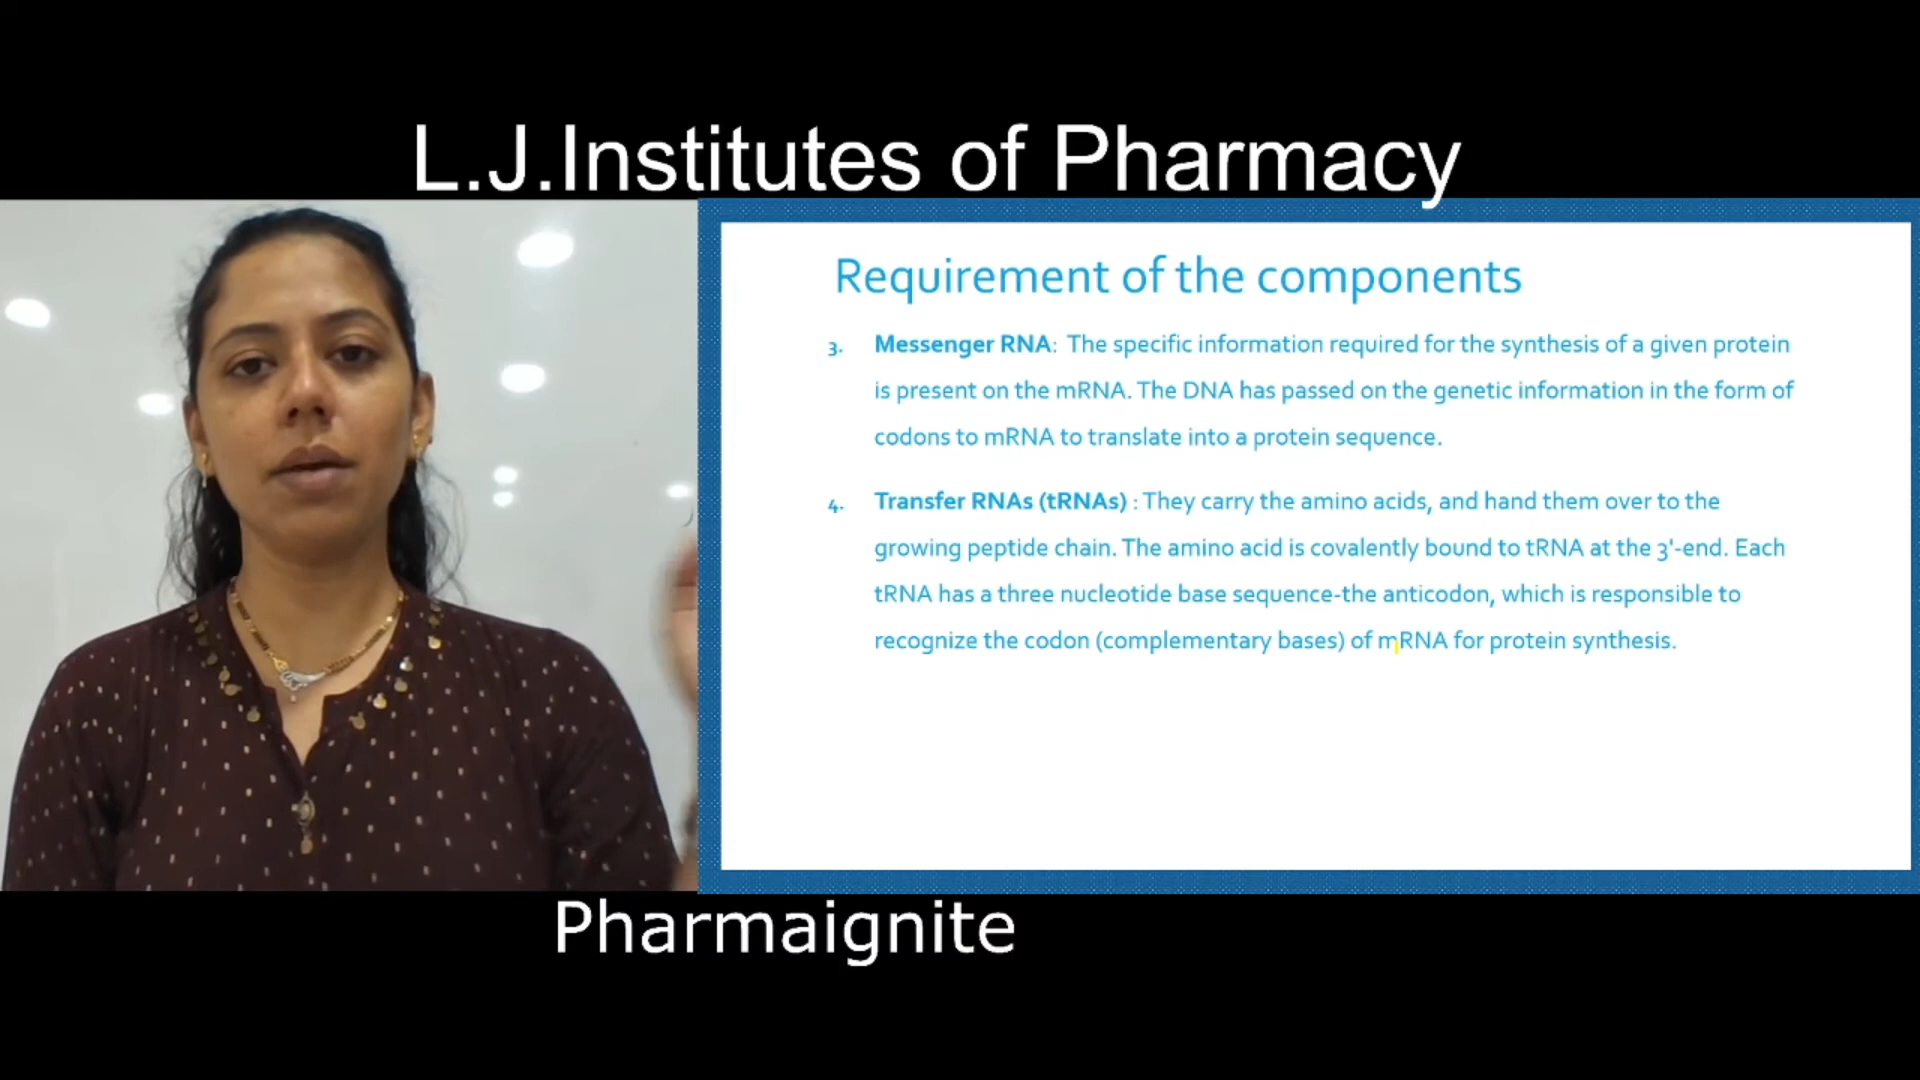 L.J.Institutes of Pharmacy
Requirement of the components
3. Messenger RNA: The specific information required for the synthesis of a given protein
is present on the mRNA. The DNA has passed on the genetic information in the form of
codons to mRNA to translate into a protein sequence.
4. Transfer RNAs (tRNAs) : They carry the amino acids, and hand them over to the
growing peptide chain. The amino acid is covalently bound to tRNA at the 3'-end. Each
tRNA has a three nucleotide base sequence-the anticodon, which is responsible to
recognize the codon (complementary bases) of mRNA for protein synthesis.
Pharmaignite